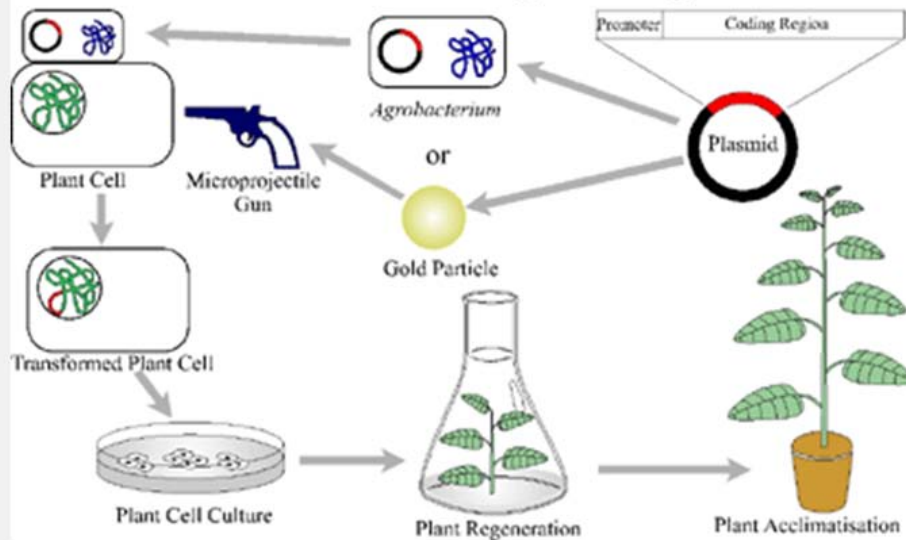 Promoter Coding Region
Plasmid
Agrobacterium
or
Plant Cell
Microprojectile
Gun
Gold Particle
Transformed Plant Cell
Plant Cell Culture
Plant Regeneration
Plant Acclimatisation